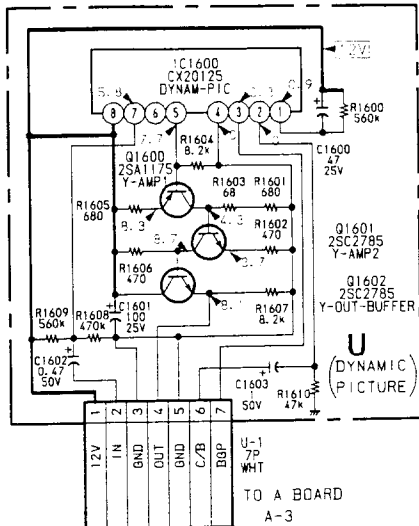 12V
IC1600
CX20125
DYNAM-PIC
5.8
0.9
8 7 6 5 4 3 2 1
7.7
R1604
8.2k
R1600
560k
C1600
47
25V
Q1600
2SA1175
Y-AMP1
R1605
680
R1603
68
R1601
680
8.3
4.3
R1602
470
8.7
3.7
Q1601
2SC2785
Y-AMP2
R1606
470
Q1602
2SC2785
Y-OUT-BUFFER
C1601
100
25V
R1607
8.2k
R1609
560k
R1608
470k
U
(DYNAMIC
PICTURE)
C1602
0.47
50V
C1603
1
50V
R1610
47k
1 2 3 4 5 6 7
12V
IN
GND
OUT
GND
C/B
BGP
U-1
7P
WHT
TO A BOARD
A-3